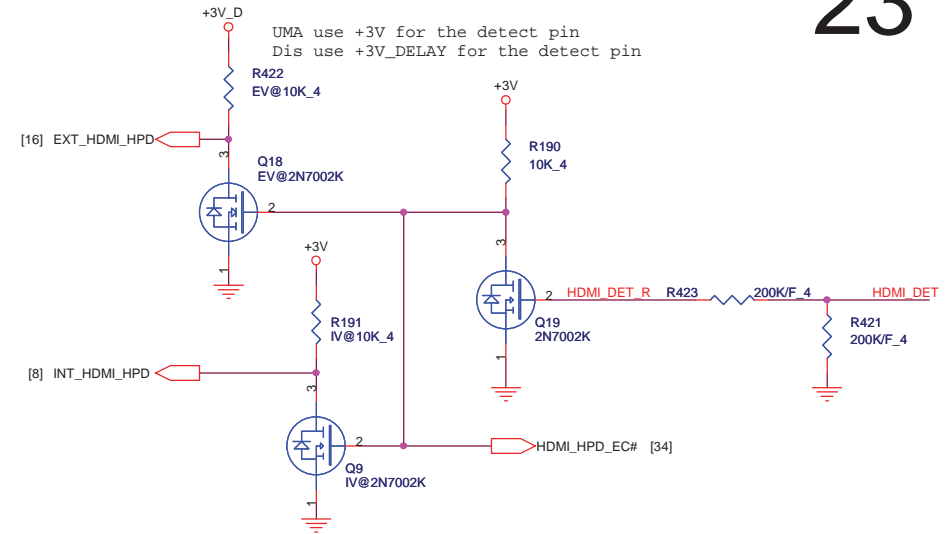 23
+3V_D
UMA use +3V for the detect pin
Dis use +3V_DELAY for the detect pin
R422
EV@10K_4
+3V
[16] EXT_HDMI_HPD
R190
10K_4
3
Q18
EV@2N7002K
2
3
1
+3V
2
HDMI_DET_R
R423
200K/F_4
HDMI_DET
Q19
2N7002K
R421
200K/F_4
R191
IV@10K_4
1
[8] INT_HDMI_HPD
3
2
HDMI_HPD_EC# [34]
Q9
IV@2N7002K
1